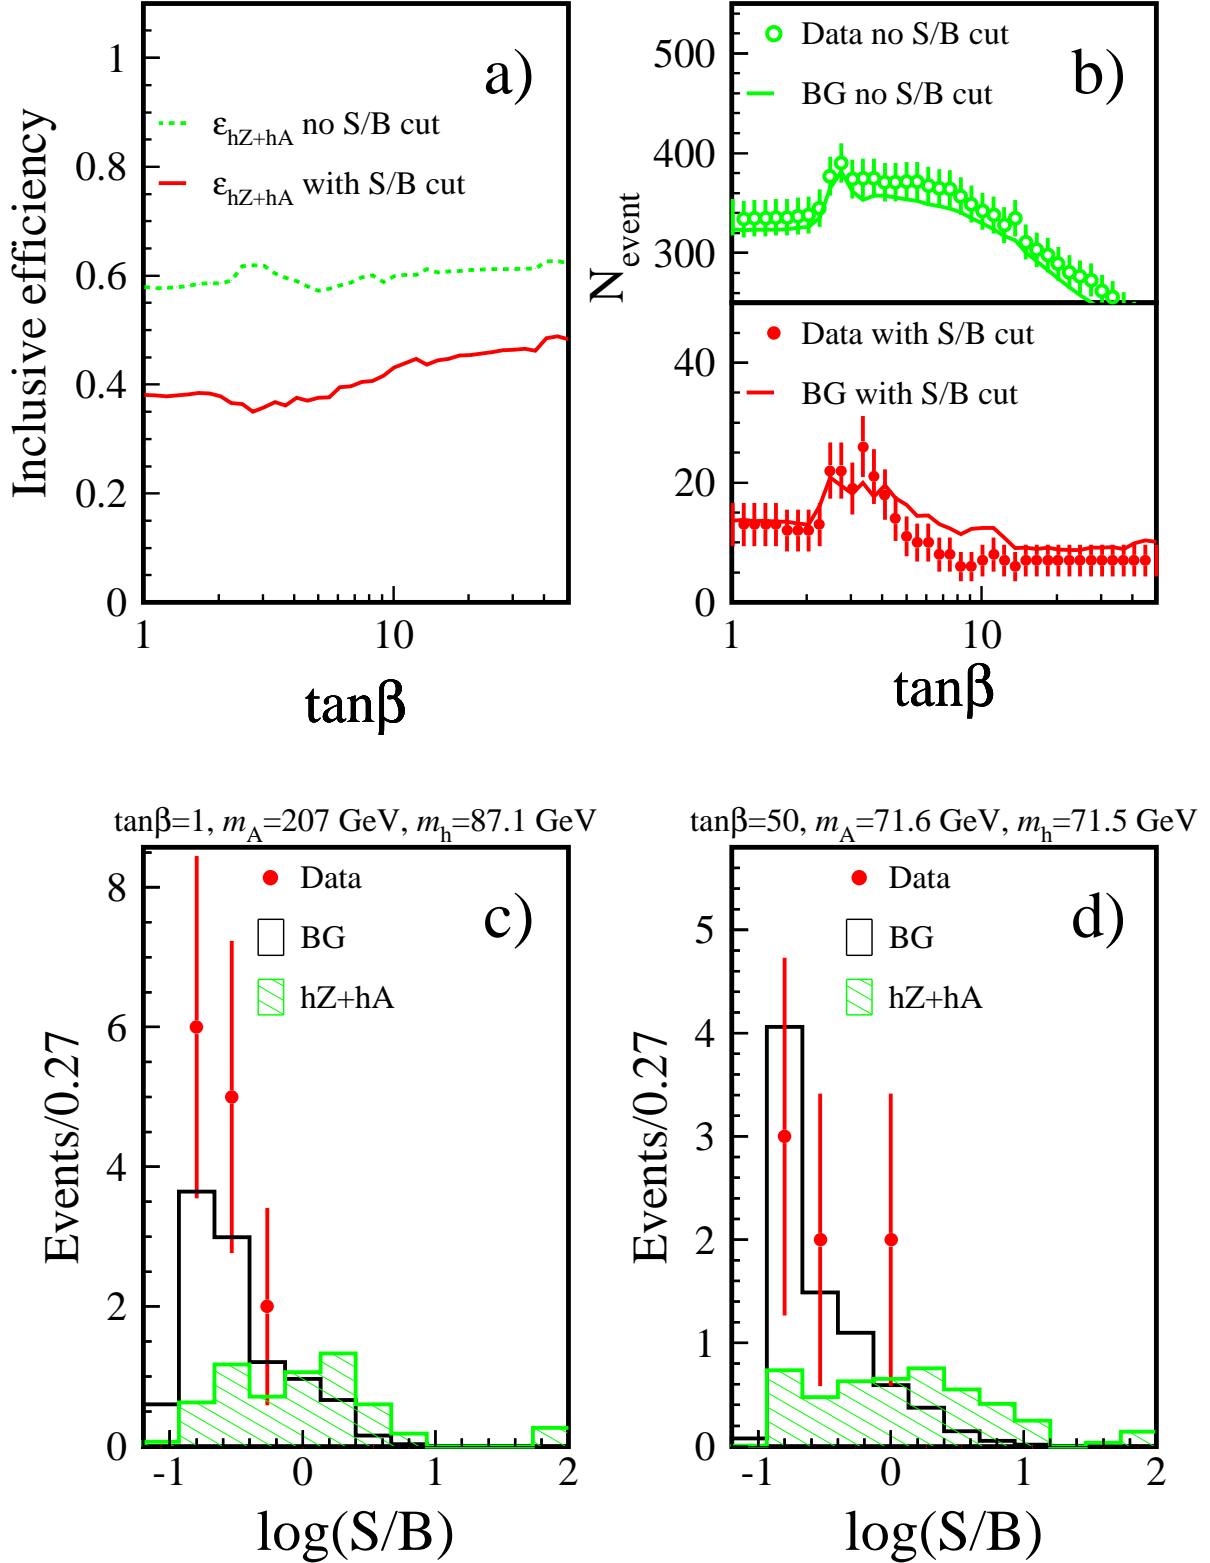 a)
ε_hZ+hA no S/B cut
ε_hZ+hA with S/B cut
Inclusive efficiency
1
0.8
0.6
0.4
0.2
0
1
10
tanβ
b)
Data no S/B cut
BG no S/B cut
N_event
500
400
300
Data with S/B cut
BG with S/B cut
40
20
0
1
10
tanβ
tanβ=1, m_A=207 GeV, m_h=87.1 GeV
c)
Data
BG
hZ+hA
Events/0.27
8
6
4
2
0
-1
0
1
2
log(S/B)
tanβ=50, m_A=71.6 GeV, m_h=71.5 GeV
d)
Data
BG
hZ+hA
Events/0.27
5
4
3
2
1
0
-1
0
1
2
log(S/B)